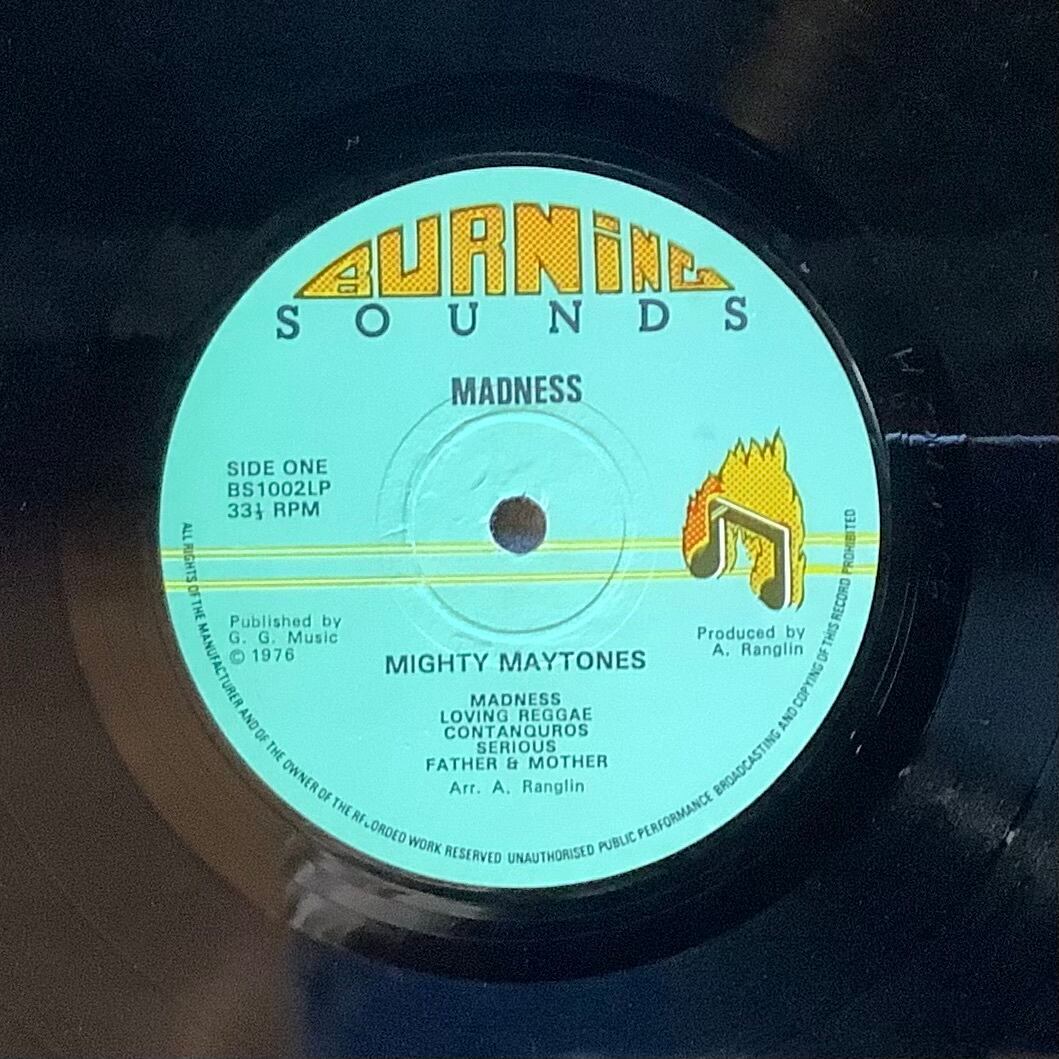 BURNiNG
SOUNDS
MADNESS
SIDE ONE
BS1002LP
33⅓ RPM
Published by
G. G. Music
© 1976
Produced by
A. Ranglin
MIGHTY MAYTONES
MADNESS
LOVING REGGAE
CONTANQUROS
SERIOUS
FATHER & MOTHER
Arr. A. Ranglin
ALL RIGHTS OF THE MANUFACTURER AND OF THE OWNER OF THE RECORDED WORK RESERVED UNAUTHORISED PUBLIC PERFORMANCE BROADCASTING AND COPYING OF THIS RECORD PROHIBITED